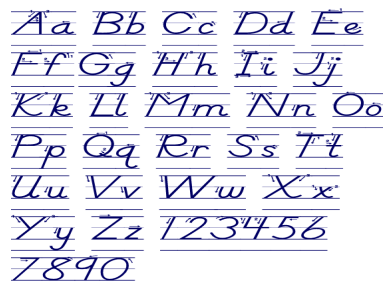 Aa Bb Cc Dd Ee
Ff Gg Hh Ii Jj
Kk Ll Mm Nn Oo
Pp Qq Rr Ss Tt
Uu Vv Ww Xx
Yy Zz 123456
7890